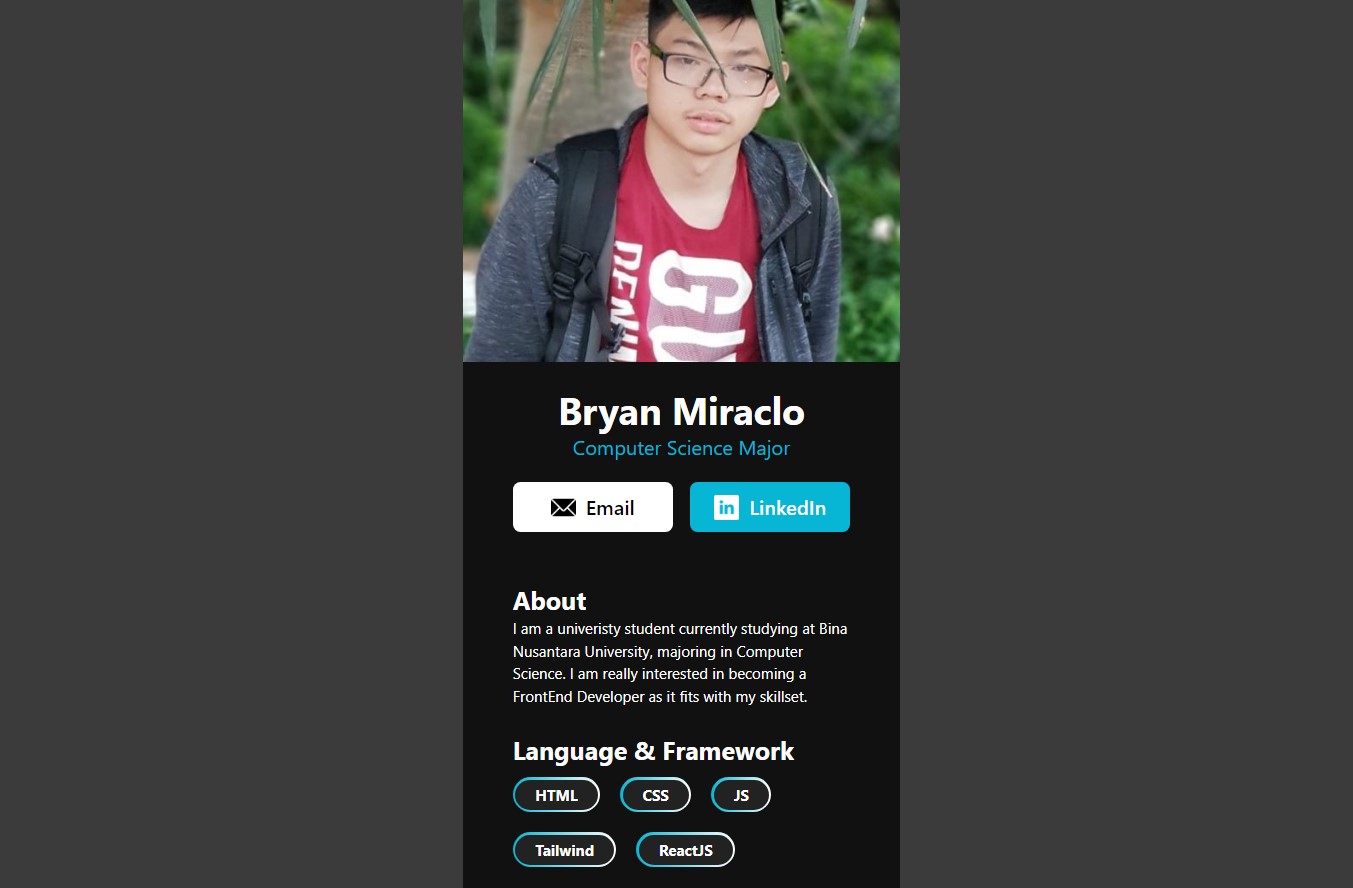 Bryan Miraclo
Computer Science Major
Email
in LinkedIn
About
I am a univeristy student currently studying at Bina
Nusantara University, majoring in Computer
Science. I am really interested in becoming a
FrontEnd Developer as it fits with my skillset.
Language & Framework
HTML CSS JS
Tailwind ReactJS